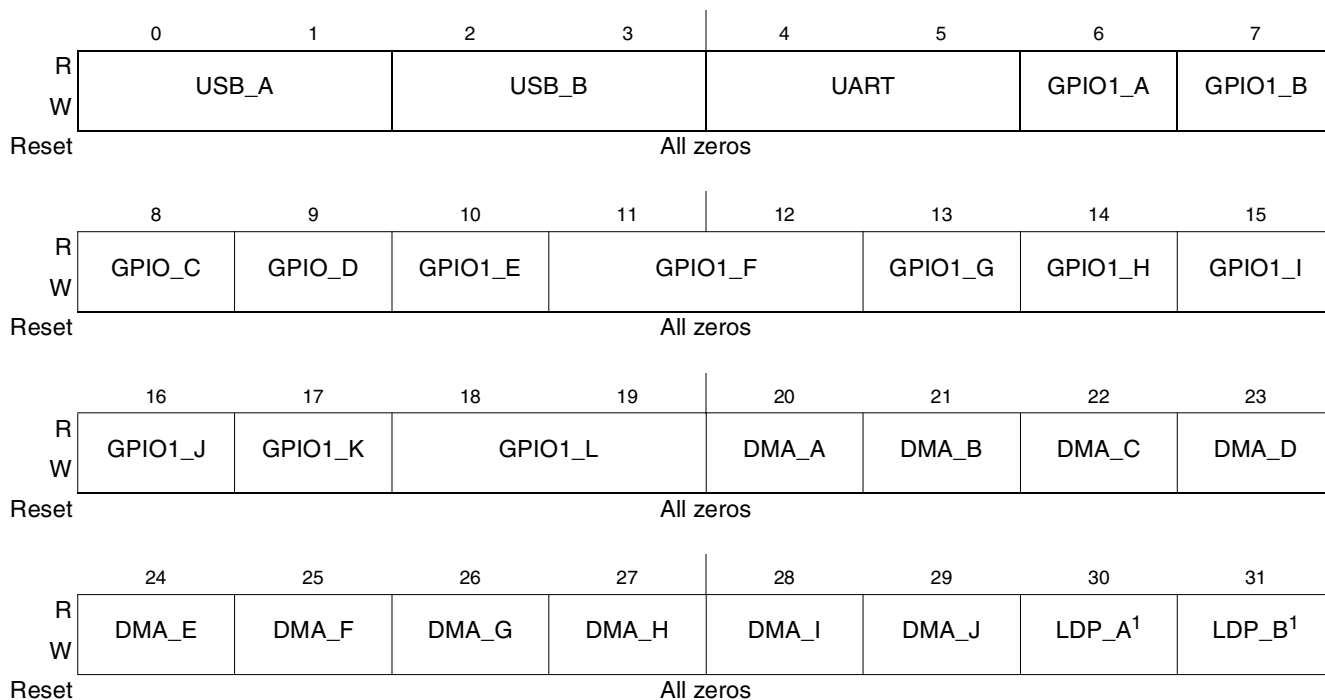 0 1 2 3 4 5 6 7
R
USB_A USB_B UART GPIO1_A GPIO1_B
W
Reset All zeros
8 9 10 11 12 13 14 15
R
GPIO_C GPIO_D GPIO1_E GPIO1_F GPIO1_G GPIO1_H GPIO1_I
W
Reset All zeros
16 17 18 19 20 21 22 23
R
GPIO1_J GPIO1_K GPIO1_L DMA_A DMA_B DMA_C DMA_D
W
Reset All zeros
24 25 26 27 28 29 30 31
R
DMA_E DMA_F DMA_G DMA_H DMA_I DMA_J LDP_A¹ LDP_B¹
W
Reset All zeros